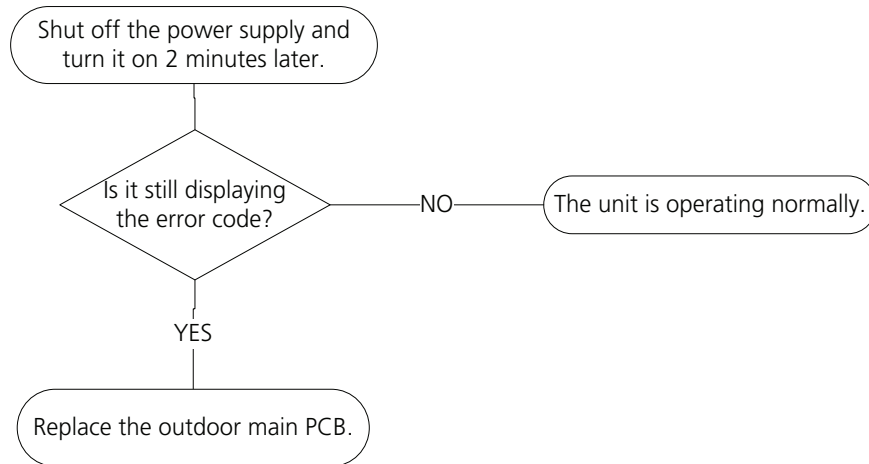 Shut off the power supply and
turn it on 2 minutes later.
Is it still displaying
the error code?
NO
The unit is operating normally.
YES
Replace the outdoor main PCB.